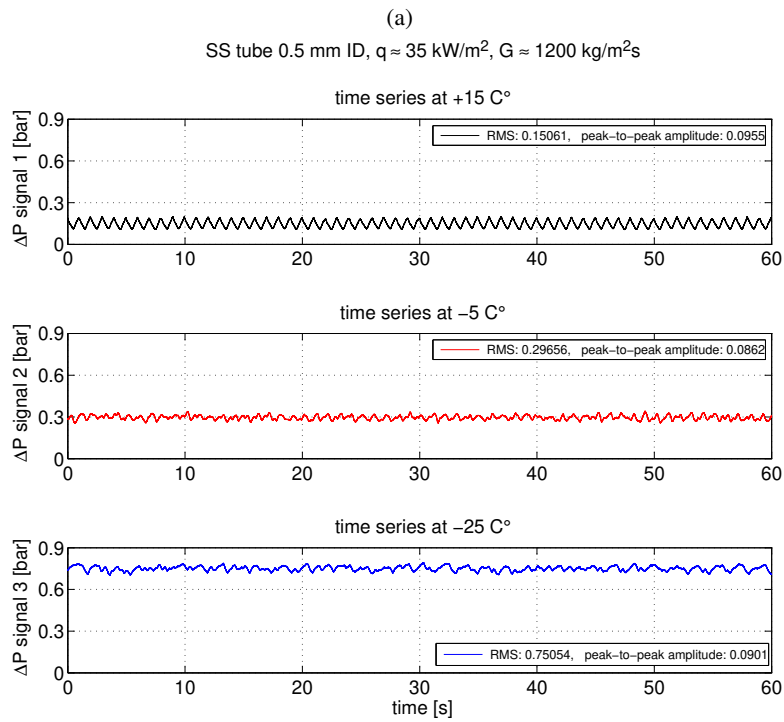 (a)
SS tube 0.5 mm ID, q ≈ 35 kW/m², G ≈ 1200 kg/m²s
time series at +15 C°
ΔP signal 1 [bar]
0.9
0.6
0.3
0
RMS: 0.15061, peak−to−peak amplitude: 0.0955
0 10 20 30 40 50 60
time series at −5 C°
ΔP signal 2 [bar]
0.9
0.6
0.3
0
RMS: 0.29656, peak−to−peak amplitude: 0.0862
0 10 20 30 40 50 60
time series at −25 C°
ΔP signal 3 [bar]
0.9
0.6
0.3
0
RMS: 0.75054, peak−to−peak amplitude: 0.0901
0 10 20 30 40 50 60
time [s]